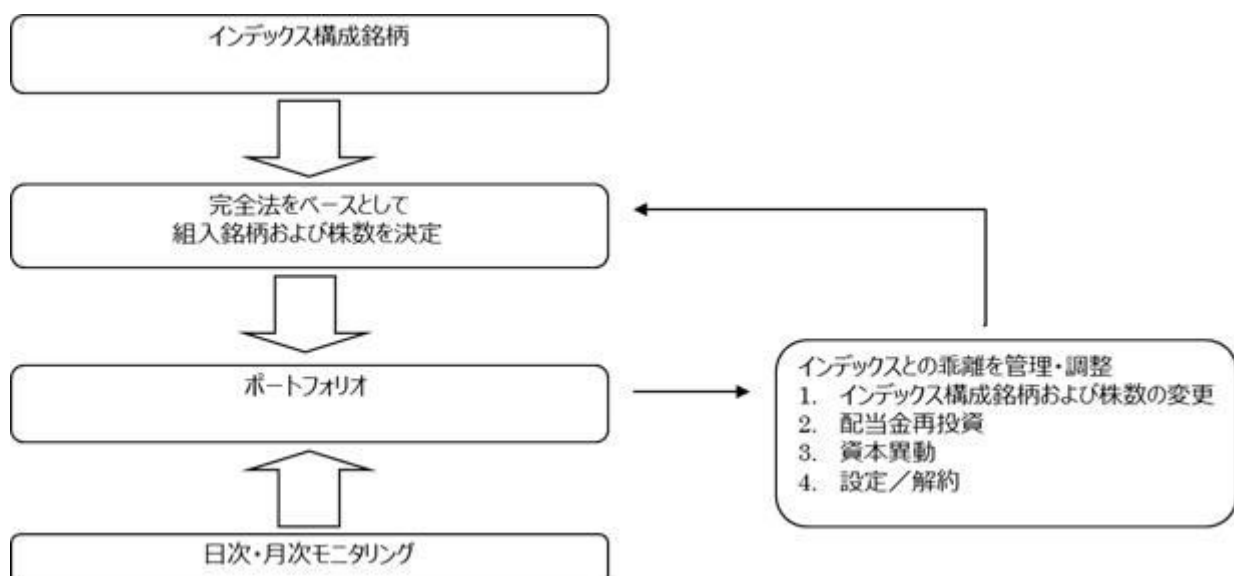 インデックス構成銘柄
完全法をベースとして
組入銘柄および株数を決定
ポートフォリオ
インデックスとの乖離を管理・調整
1. インデックス構成銘柄および株数の変更
2. 配当金再投資
3. 資本異動
4. 設定／解約
日次・月次モニタリング